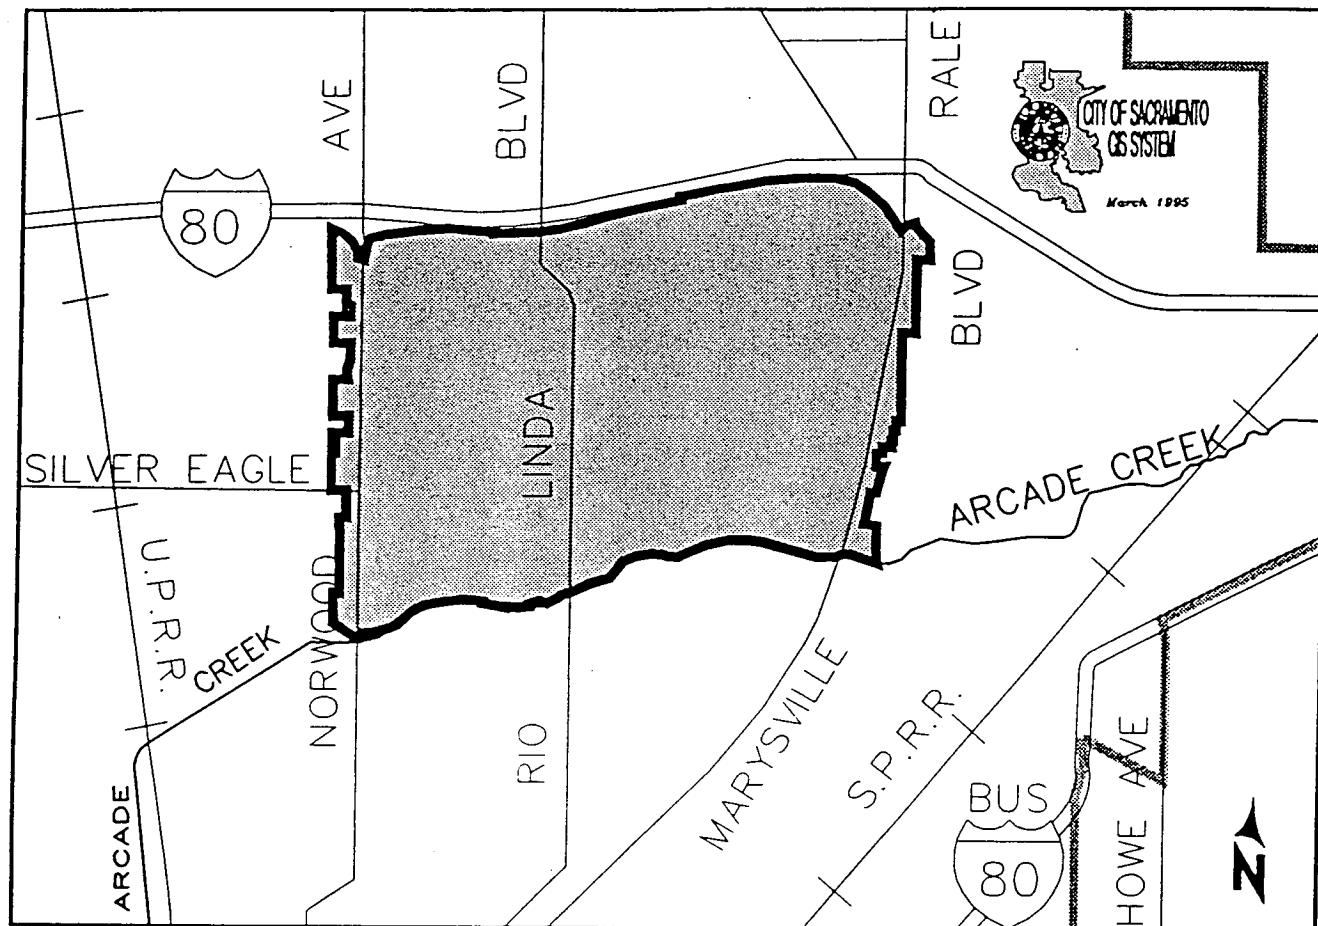 AVE
BLVD
RALE
CITY OF SACRAMENTO
GIS SYSTEM
March 1995
80
BLVD
SILVER EAGLE
LINDA
ARCADE CREEK
U.P.R.R.
CREEK
NORWOOD
RIO
MARYSVILLE
S.P.R.R.
ARCADE
BUS
80
HOWE AVE
N